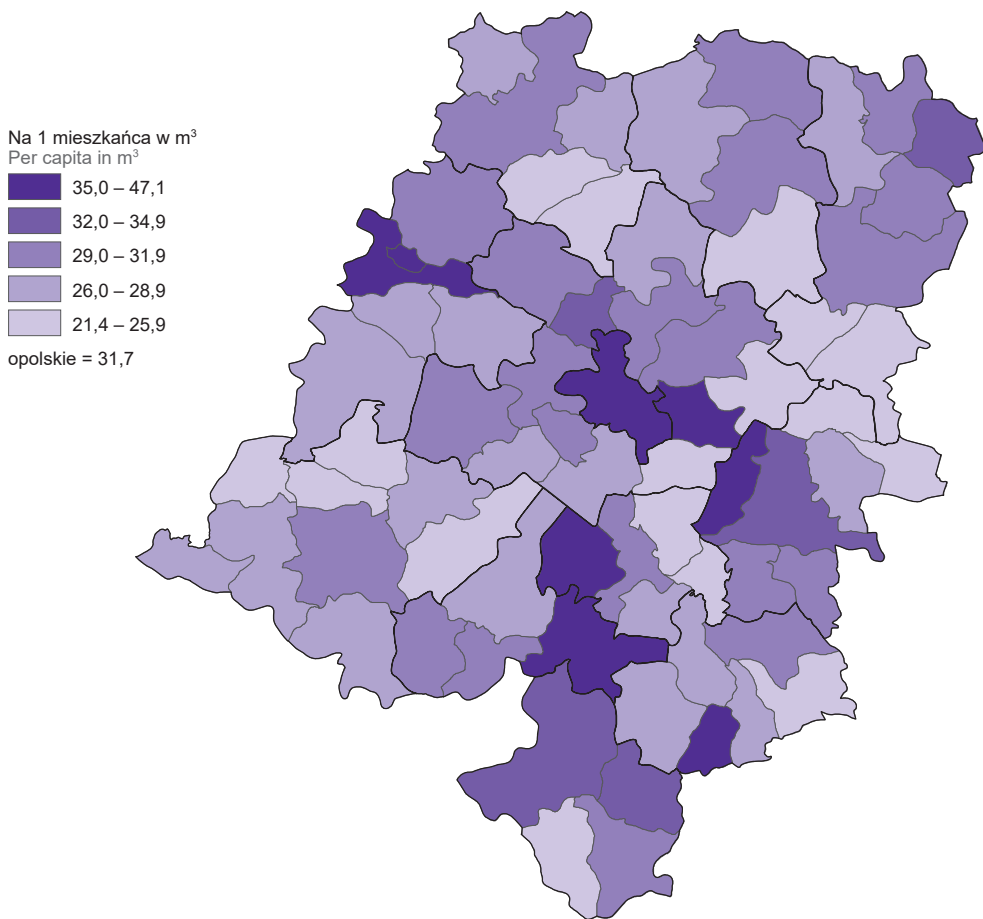 Na 1 mieszkańca w m³
Per capita in m³
35,0 – 47,1
32,0 – 34,9
29,0 – 31,9
26,0 – 28,9
21,4 – 25,9
opolskie = 31,7